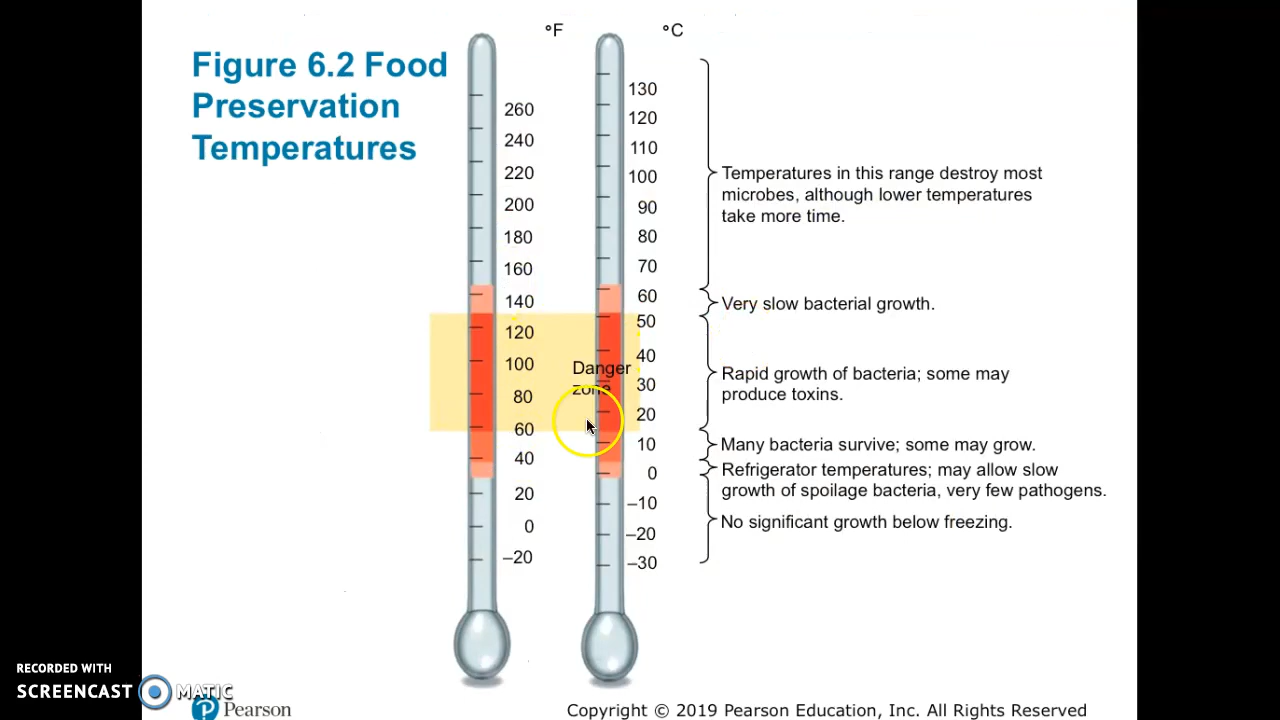 Figure 6.2 Food
Preservation
Temperatures
°F
°C
260
240
220
200
180
160
140
120
100
80
60
40
20
0
–20
130
120
110
100
90
80
70
60
50
40
30
20
10
0
–10
–20
–30
Danger
zone
Temperatures in this range destroy most
microbes, although lower temperatures
take more time.
Very slow bacterial growth.
Rapid growth of bacteria; some may
produce toxins.
Many bacteria survive; some may grow.
Refrigerator temperatures; may allow slow
growth of spoilage bacteria, very few pathogens.
No significant growth below freezing.
RECORDED WITH
SCREENCAST MATIC
Pearson
Copyright © 2019 Pearson Education, Inc. All Rights Reserved